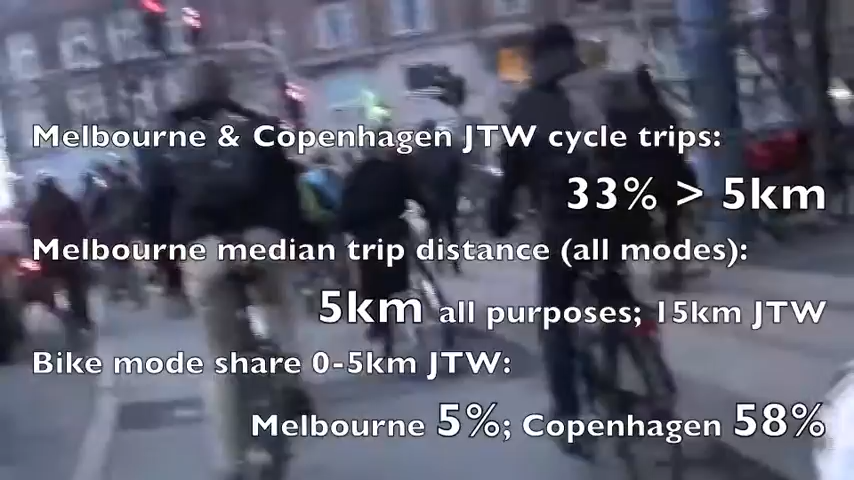 Melbourne & Copenhagen JTW cycle trips:
33% > 5km
Melbourne median trip distance (all modes):
5km all purposes; 15km JTW
Bike mode share 0-5km JTW:
Melbourne 5%; Copenhagen 58%